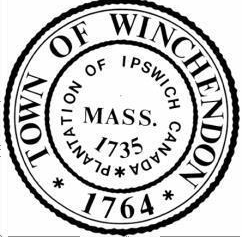 TOWN OF WINCHENDON
* 1764 *
PLANTATION OF IPSWICH CANADA *
MASS.
1735